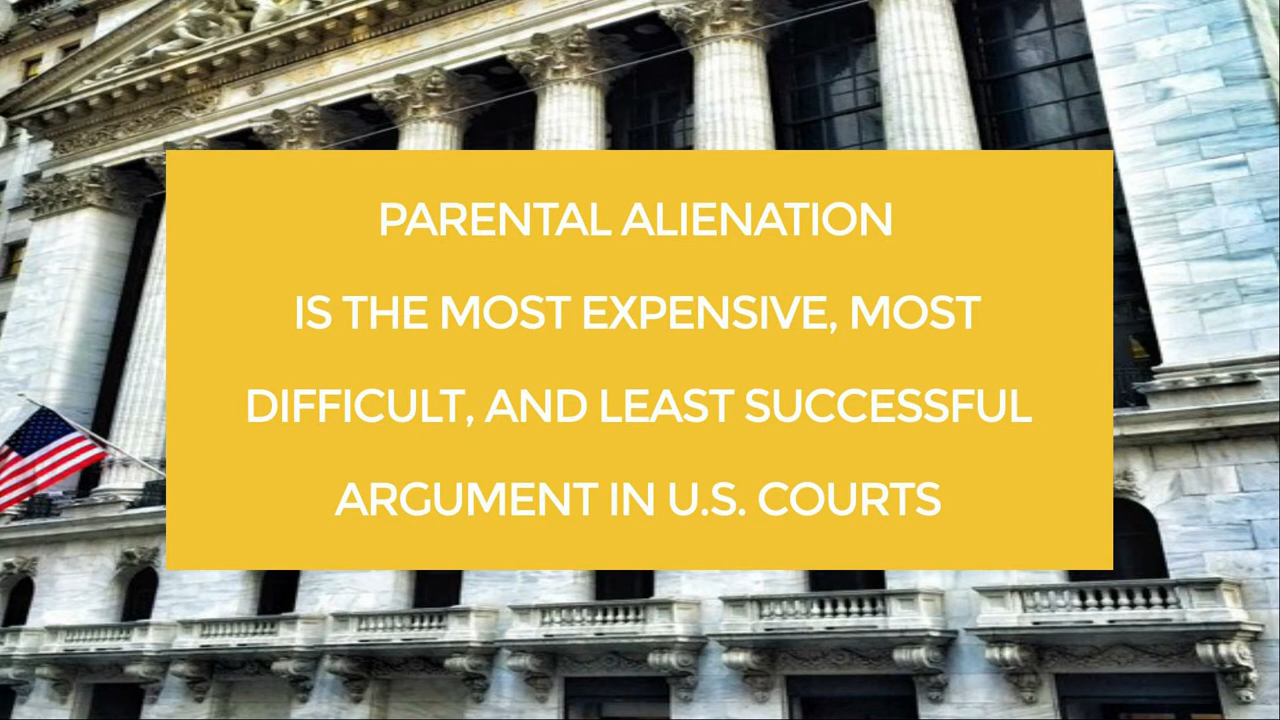 PARENTAL ALIENATION
IS THE MOST EXPENSIVE, MOST
DIFFICULT, AND LEAST SUCCESSFUL
ARGUMENT IN U.S. COURTS